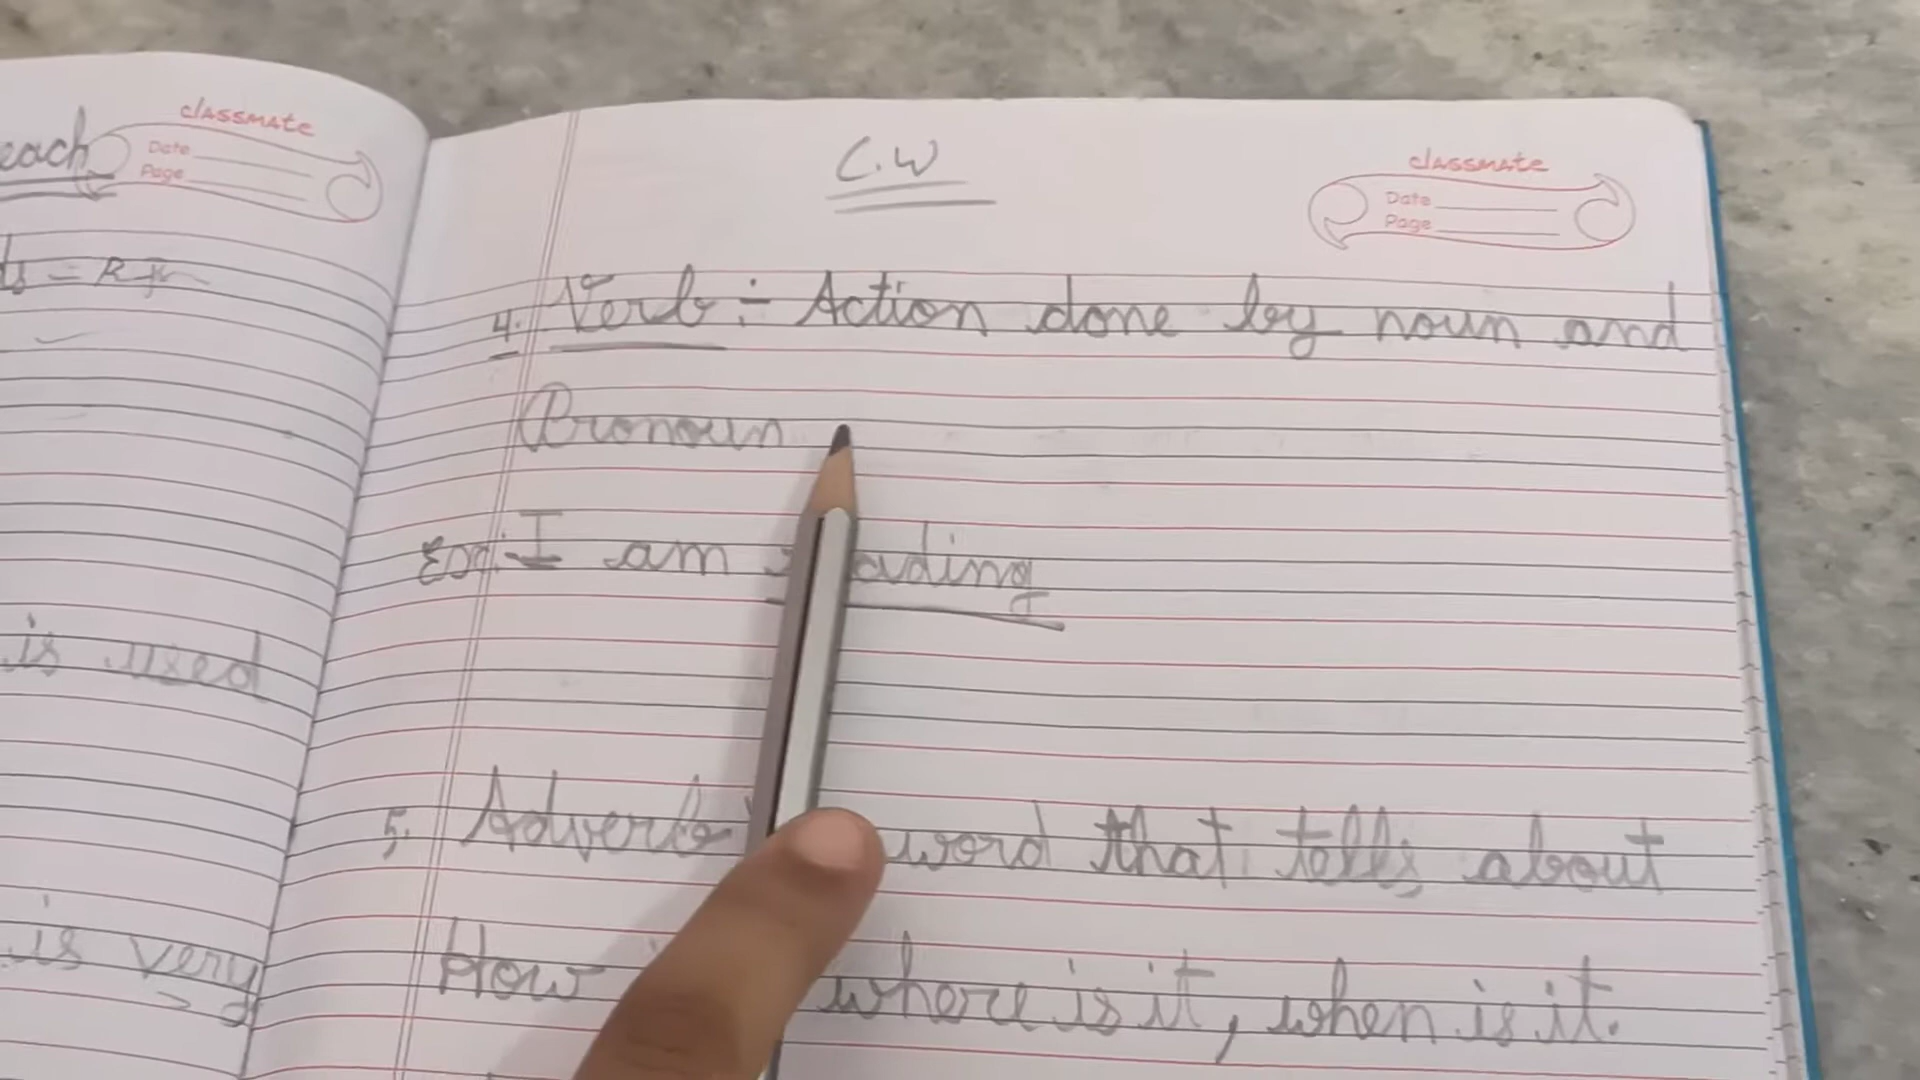 each
classmate
Date
Page
is used
is very
C.W
classmate
Date
Page
4. Verb :- Action done by noun and
Pronoun
Ex:- I am reading
5. Adverb word that tells about
How where is it, when is it.